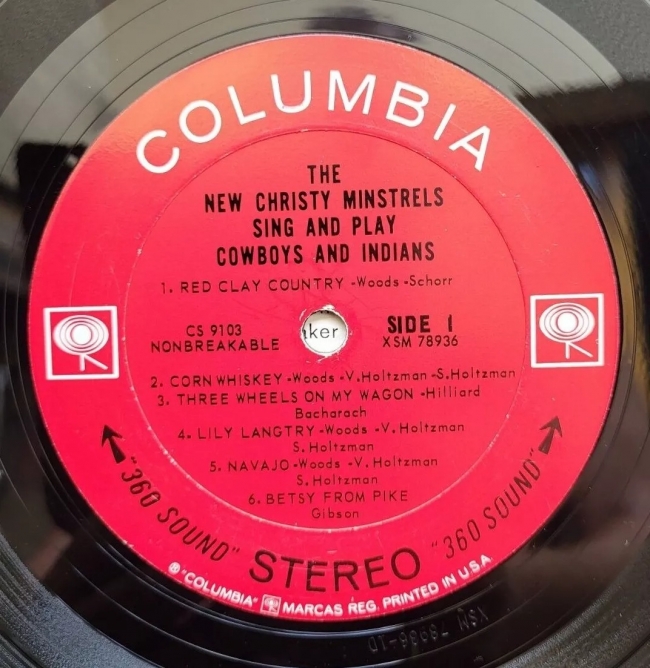 COLUMBIA
THE
NEW CHRISTY MINSTRELS
SING AND PLAY
COWBOYS AND INDIANS
1. RED CLAY COUNTRY -Woods -Schorr
ker
CS 9103
NONBREAKABLE
SIDE 1
XSM 78936
2. CORN WHISKEY -Woods -V.Holtzman -S.Holtzman
3. THREE WHEELS ON MY WAGON -Hilliard
Bacharach
4. LILY LANGTRY -Woods -V.Holtzman
S.Holtzman
5. NAVAJO -Woods -V.Holtzman
S.Holtzman
6. BETSY FROM PIKE
Gibson
"360 SOUND" STEREO "360 SOUND"
® "COLUMBIA" MARCAS REG. PRINTED IN U.S.A.
XSM 78936-1D